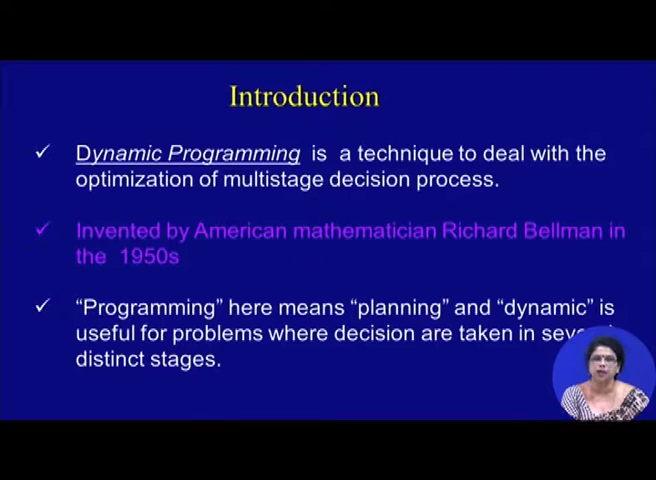 Introduction
Dynamic Programming is a technique to deal with the
optimization of multistage decision process.
Invented by American mathematician Richard Bellman in
the 1950s
“Programming” here means “planning” and “dynamic” is
useful for problems where decision are taken in
distinct stages.